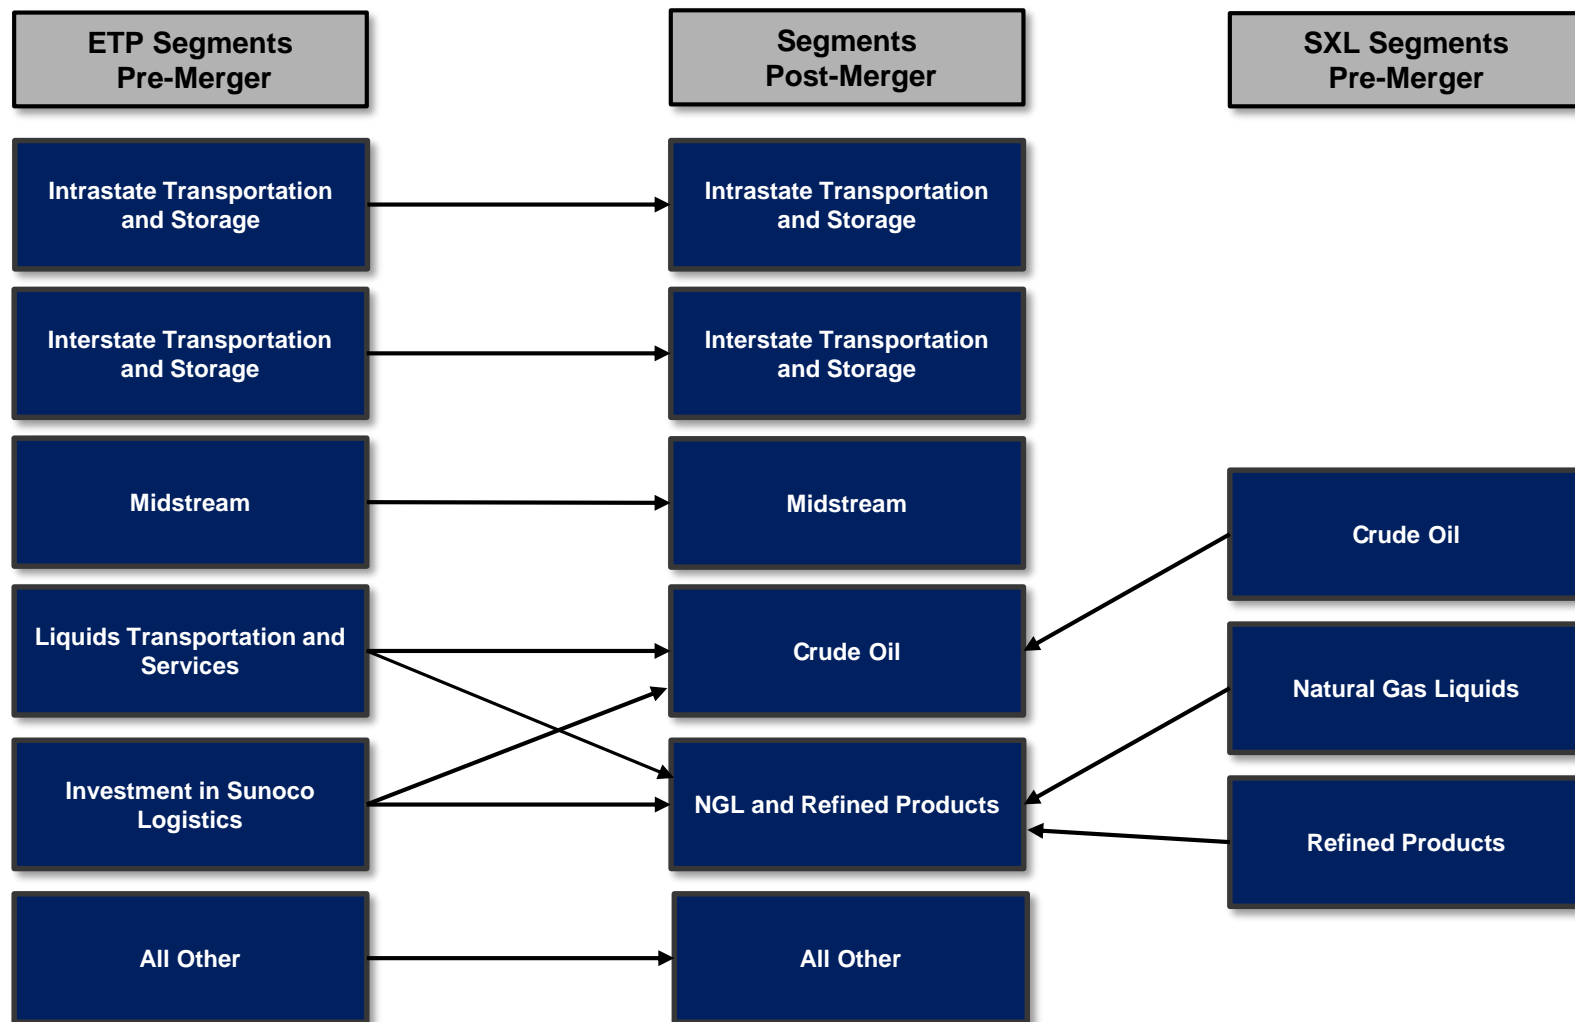 ETP Segments
Pre-Merger
Segments
Post-Merger
SXL Segments
Pre-Merger
Intrastate Transportation
and Storage
Intrastate Transportation
and Storage
Interstate Transportation
and Storage
Interstate Transportation
and Storage
Midstream
Midstream
Crude Oil
Liquids Transportation and
Services
Crude Oil
Natural Gas Liquids
Investment in Sunoco
Logistics
NGL and Refined Products
Refined Products
All Other
All Other